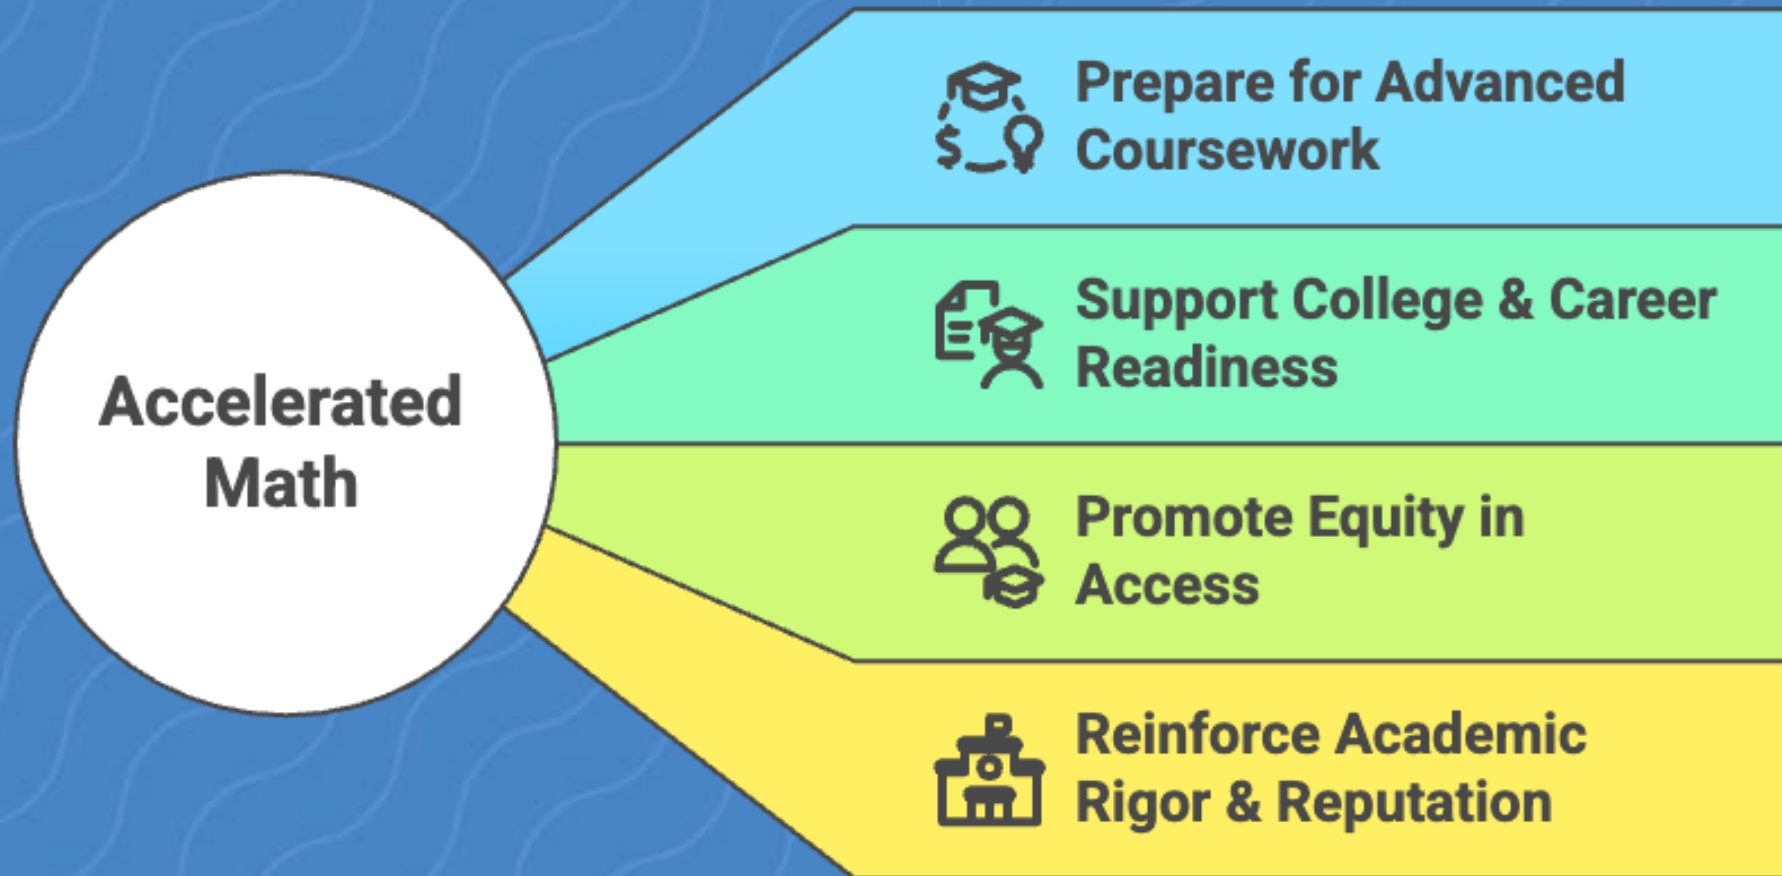 Accelerated
Math
Prepare for Advanced
Coursework
Support College & Career
Readiness
Promote Equity in
Access
Reinforce Academic
Rigor & Reputation